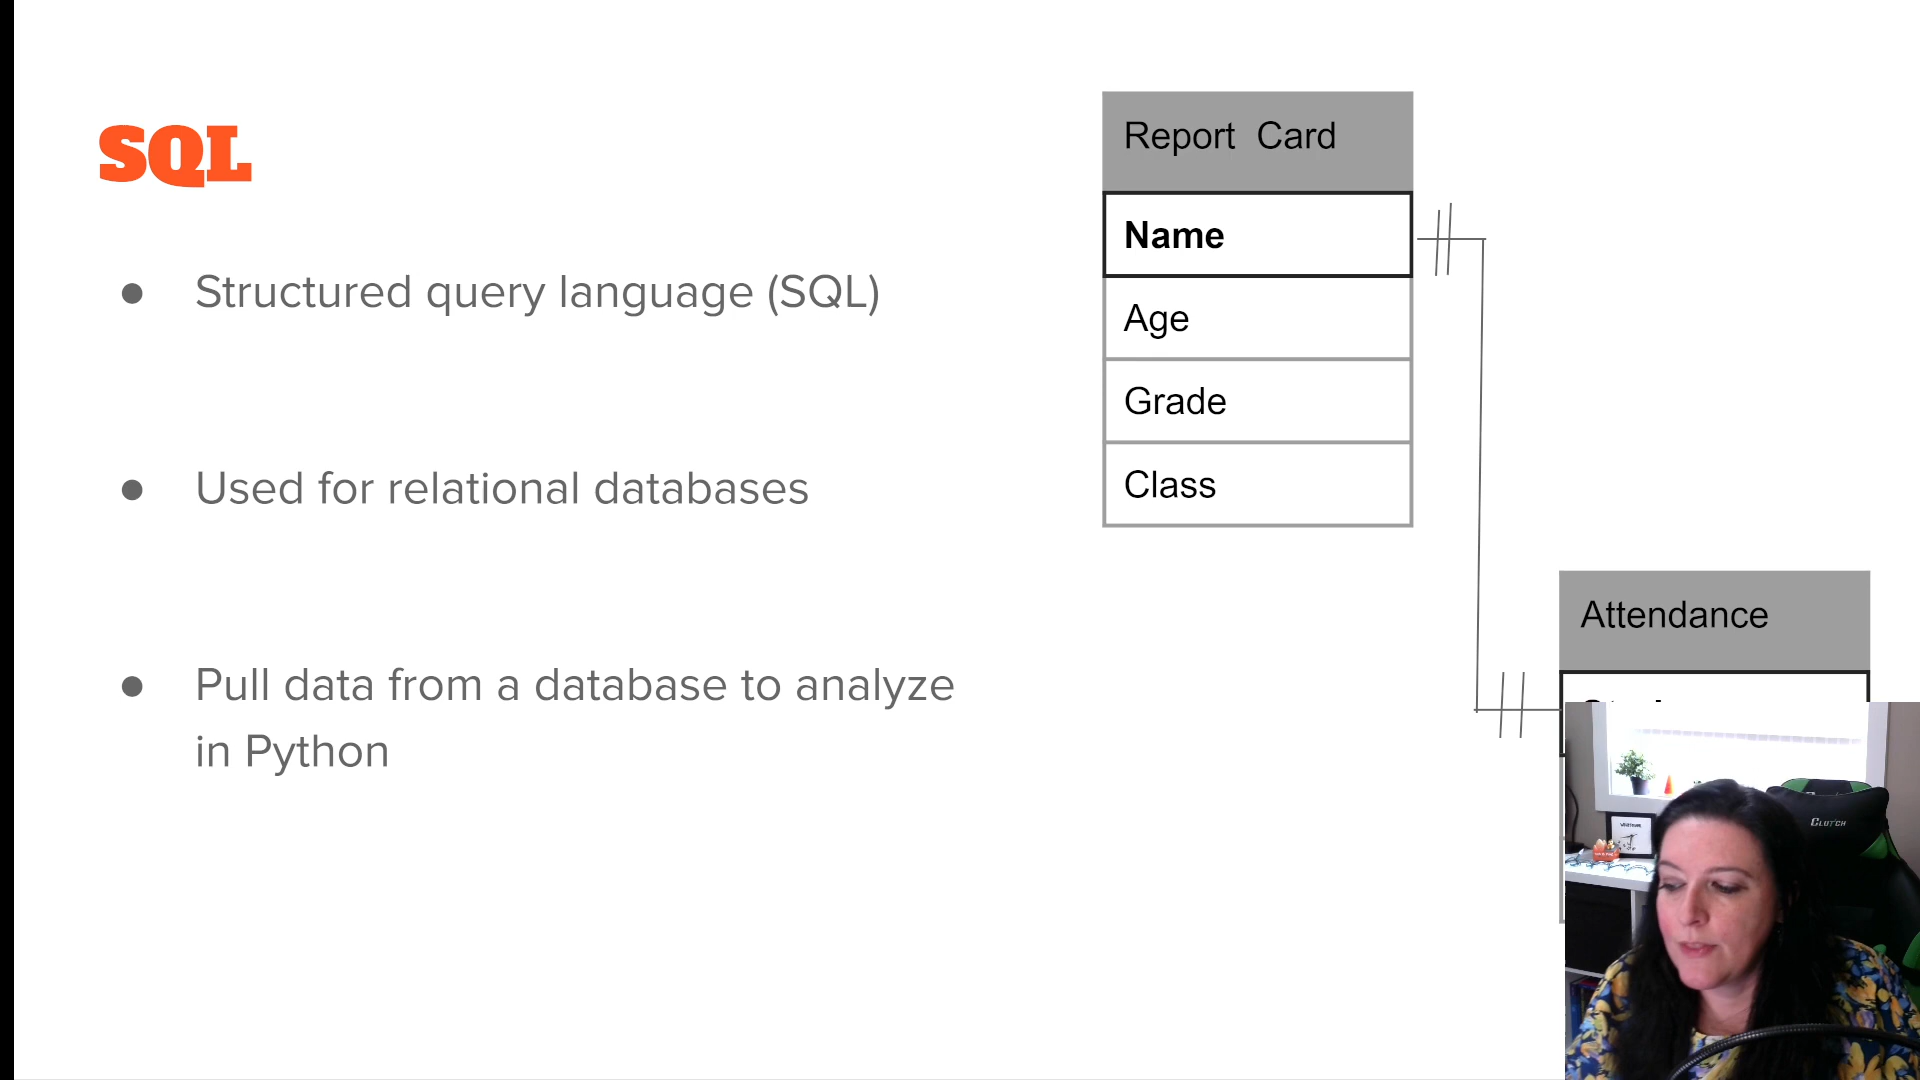 SQL
● Structured query language (SQL)
● Used for relational databases
● Pull data from a database to analyze
in Python
Report Card
Name
Age
Grade
Class
Attendance
CLUTCH